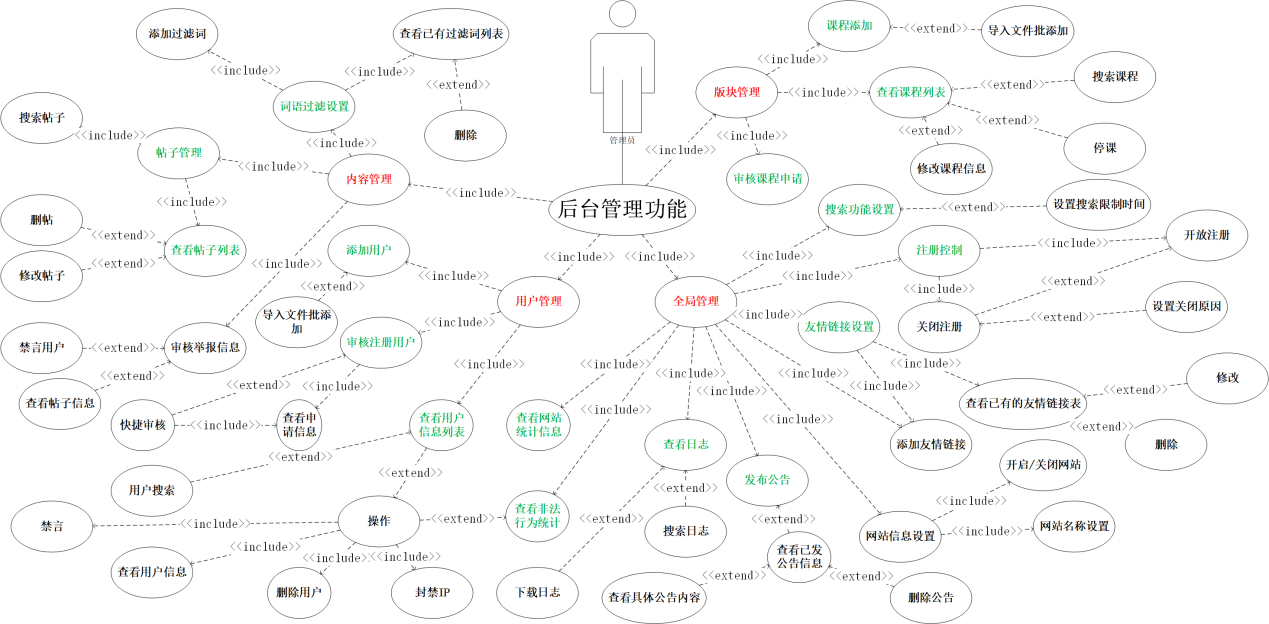 添加过滤词
查看已有过滤词列表
课程添加
<<extend>>
导入文件批添加
<<include>>
<<include>>
<<include>>
搜索课程
<<extend>>
词语过滤设置
<<extend>>
版块管理
<<include>>
查看课程列表
<<extend>>
搜索帖子
<<include>>
删除
管理员
<<extend>>
停课
<<include>>
<<include>>
帖子管理
<<include>>
修改课程信息
内容管理
审核课程申请
<<include>>
<<include>>
后台管理功能
搜索功能设置
<<extend>>
设置搜索限制时间
删帖
<<extend>>
查看帖子列表
添加用户
注册控制
<<include>>
开放注册
<<extend>>
修改帖子
<<include>>
<<include>>
<<include>>
<<include>>
<<include>>
<<include>>
<<extend>>
<<include>>
<<extend>>
用户管理
全局管理
导入文件批添
加
<<include>>
<<include>>
友情链接设置
关闭注册
<<extend>>
设置关闭原因
禁言用户
<<extend>>
审核举报信息
审核注册用户
<<extend>>
<<include>>
<<include>>
<<include>>
<<include>>
<<include>>
查看帖子信息
<<extend>>
<<include>>
<<include>>
<<include>>
修改
<<extend>>
快捷审核
<<include>>
查看申
请信息
查看用户
信息列表
<<include>>
查看网站
统计信息
<<include>>
查看已有的友情链接表
<<extend>>
删除
<<extend>>
查看日志
添加友情链接
用户搜索
<<extend>>
<<extend>>
发布公告
开启/关闭网站
<<include>>
禁言
<<include>>
操作
<<extend>>
查看非法
行为统计
<<extend>>
搜索日志
<<extend>>
网站信息设置
<<include>>
网站名称设置
<<include>>
<<include>>
<<include>>
查看已发
公告信息
查看用户信息
删除用户
封禁IP
下载日志
查看具体公告内容
<<extend>>
<<extend>>
删除公告